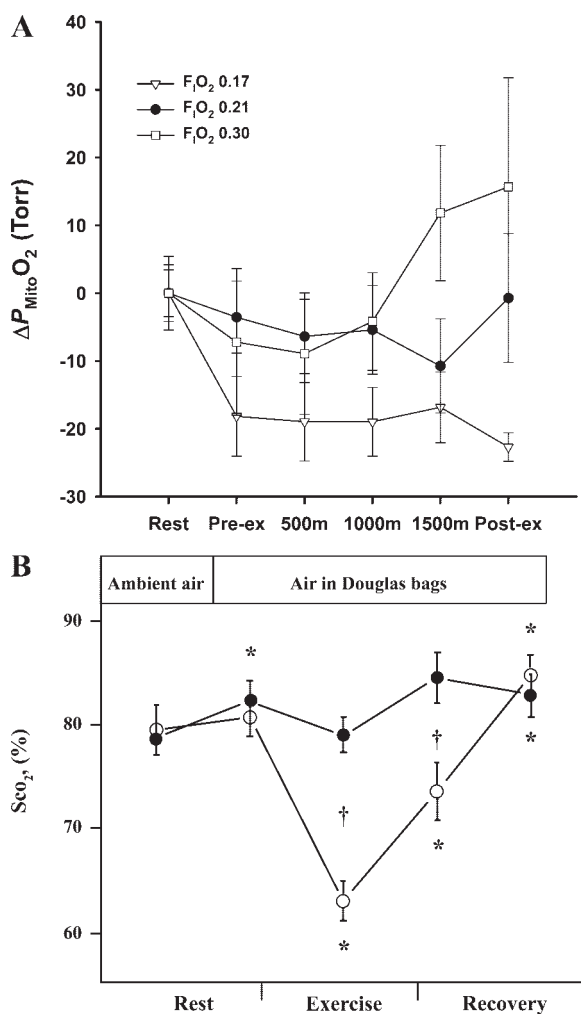 A
40
30
20
10
0
-10
-20
-30
ΔP_MitoO₂ (Torr)
FᵢO₂ 0.17
FᵢO₂ 0.21
FᵢO₂ 0.30
Rest Pre-ex 500m 1000m 1500m Post-ex
B
Ambient air Air in Douglas bags
90
80
70
60
Sco₂, (%)
* * *
† †
* *
Rest Exercise Recovery